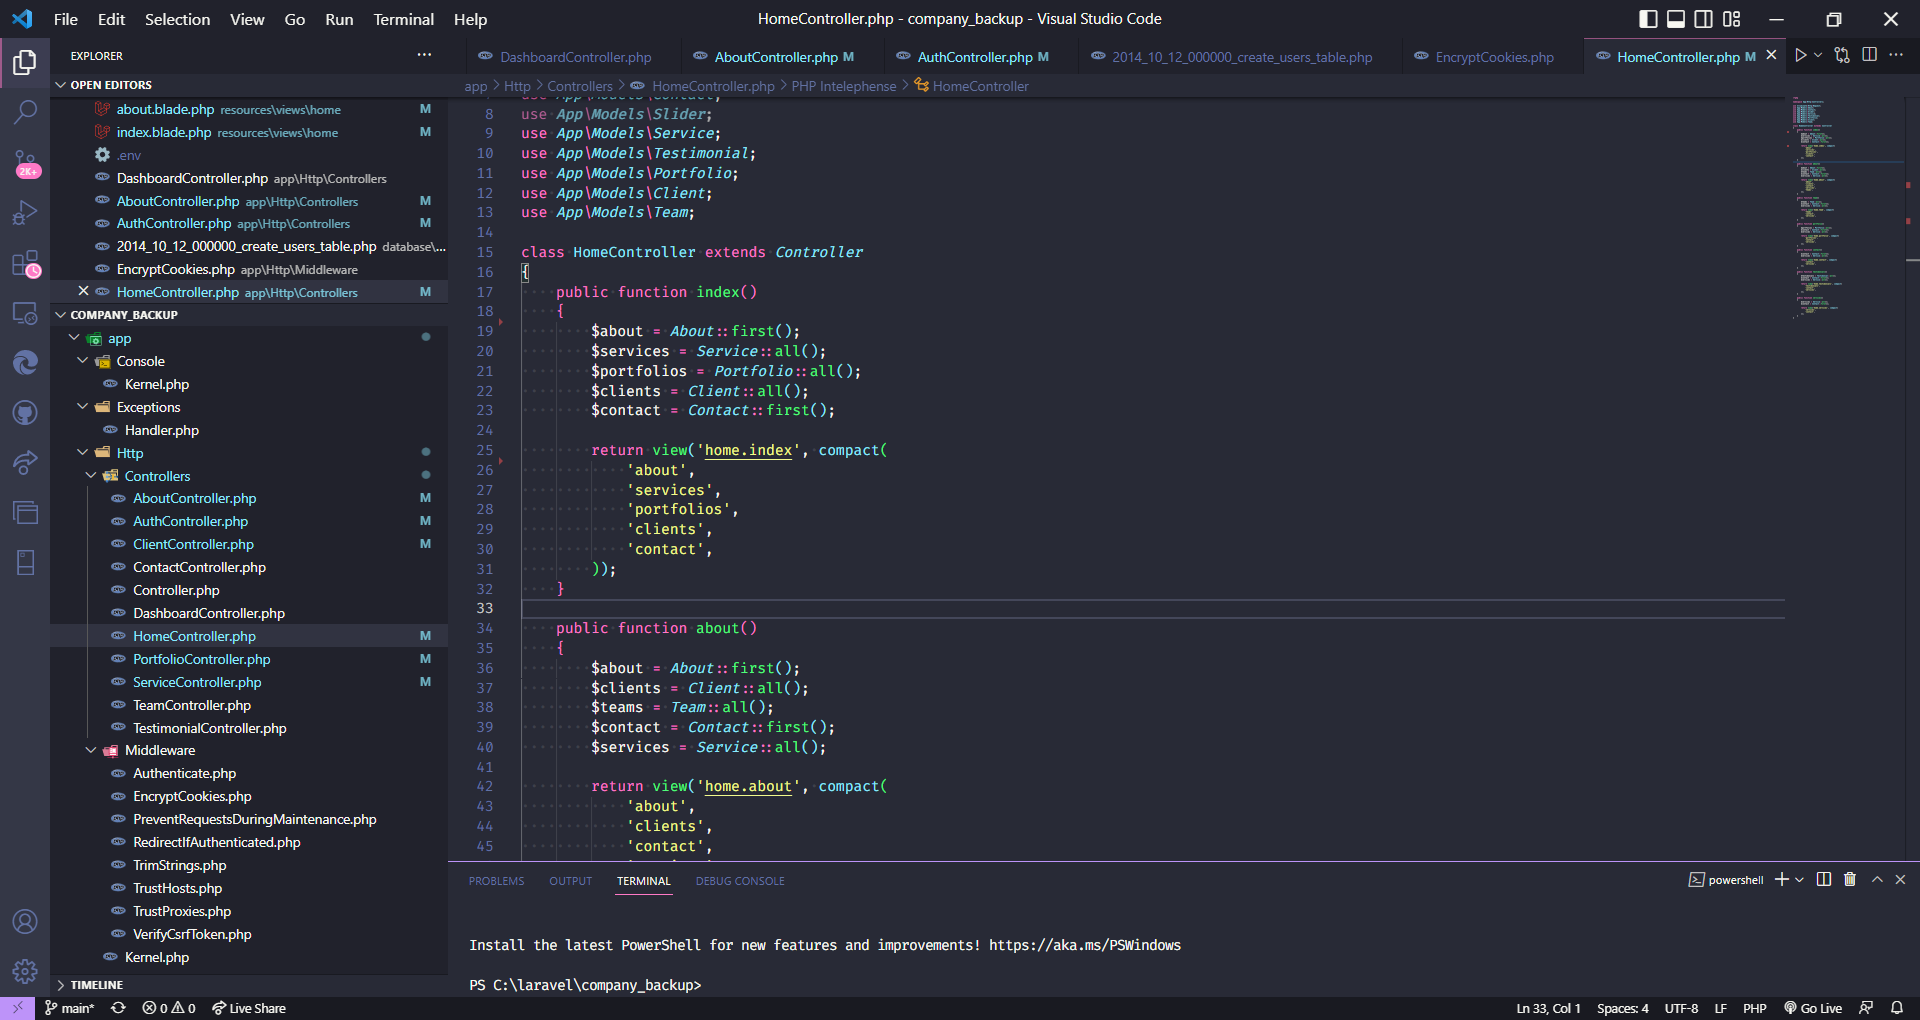 File Edit Selection View Go Run Terminal Help
HomeController.php - company_backup - Visual Studio Code
EXPLORER
DashboardController.php
AboutController.php M
AuthController.php M
2014_10_12_000000_create_users_table.php
EncryptCookies.php
HomeController.php M
app > Http > Controllers > HomeController.php > PHP Intelephense > HomeController
OPEN EDITORS
about.blade.php resources\views\home M
index.blade.php resources\views\home M
.env
DashboardController.php app\Http\Controllers
AboutController.php app\Http\Controllers M
AuthController.php app\Http\Controllers M
2014_10_12_000000_create_users_table.php database\...
EncryptCookies.php app\Http\Middleware
HomeController.php app\Http\Controllers M
2K+
COMPANY_BACKUP
app
Console
Kernel.php
Exceptions
Handler.php
Http
Controllers
AboutController.php M
AuthController.php M
ClientController.php M
ContactController.php
Controller.php
DashboardController.php
HomeController.php M
PortfolioController.php M
ServiceController.php M
TeamController.php
TestimonialController.php
Middleware
Authenticate.php
EncryptCookies.php
PreventRequestsDuringMaintenance.php
RedirectIfAuthenticated.php
TrimStrings.php
TrustHosts.php
TrustProxies.php
VerifyCsrfToken.php
Kernel.php
TIMELINE
use App\Models\Contact;
8 use App\Models\Slider;
9 use App\Models\Service;
10 use App\Models\Testimonial;
11 use App\Models\Portfolio;
12 use App\Models\Client;
13 use App\Models\Team;
14
15 class HomeController extends Controller
16 {
17 public function index()
18 {
19 $about = About::first();
20 $services = Service::all();
21 $portfolios = Portfolio::all();
22 $clients = Client::all();
23 $contact = Contact::first();
24
25 return view('home.index', compact(
26 'about',
27 'services',
28 'portfolios',
29 'clients',
30 'contact',
31 ));
32 }
33
34 public function about()
35 {
36 $about = About::first();
37 $clients = Client::all();
38 $teams = Team::all();
39 $contact = Contact::first();
40 $services = Service::all();
41
42 return view('home.about', compact(
43 'about',
44 'clients',
45 'contact',
PROBLEMS OUTPUT TERMINAL DEBUG CONSOLE
powershell
Install the latest PowerShell for new features and improvements! https://aka.ms/PSWindows
PS C:\laravel\company_backup>
main* 0 0 Live Share
Ln 33, Col 1 Spaces: 4 UTF-8 LF PHP Go Live